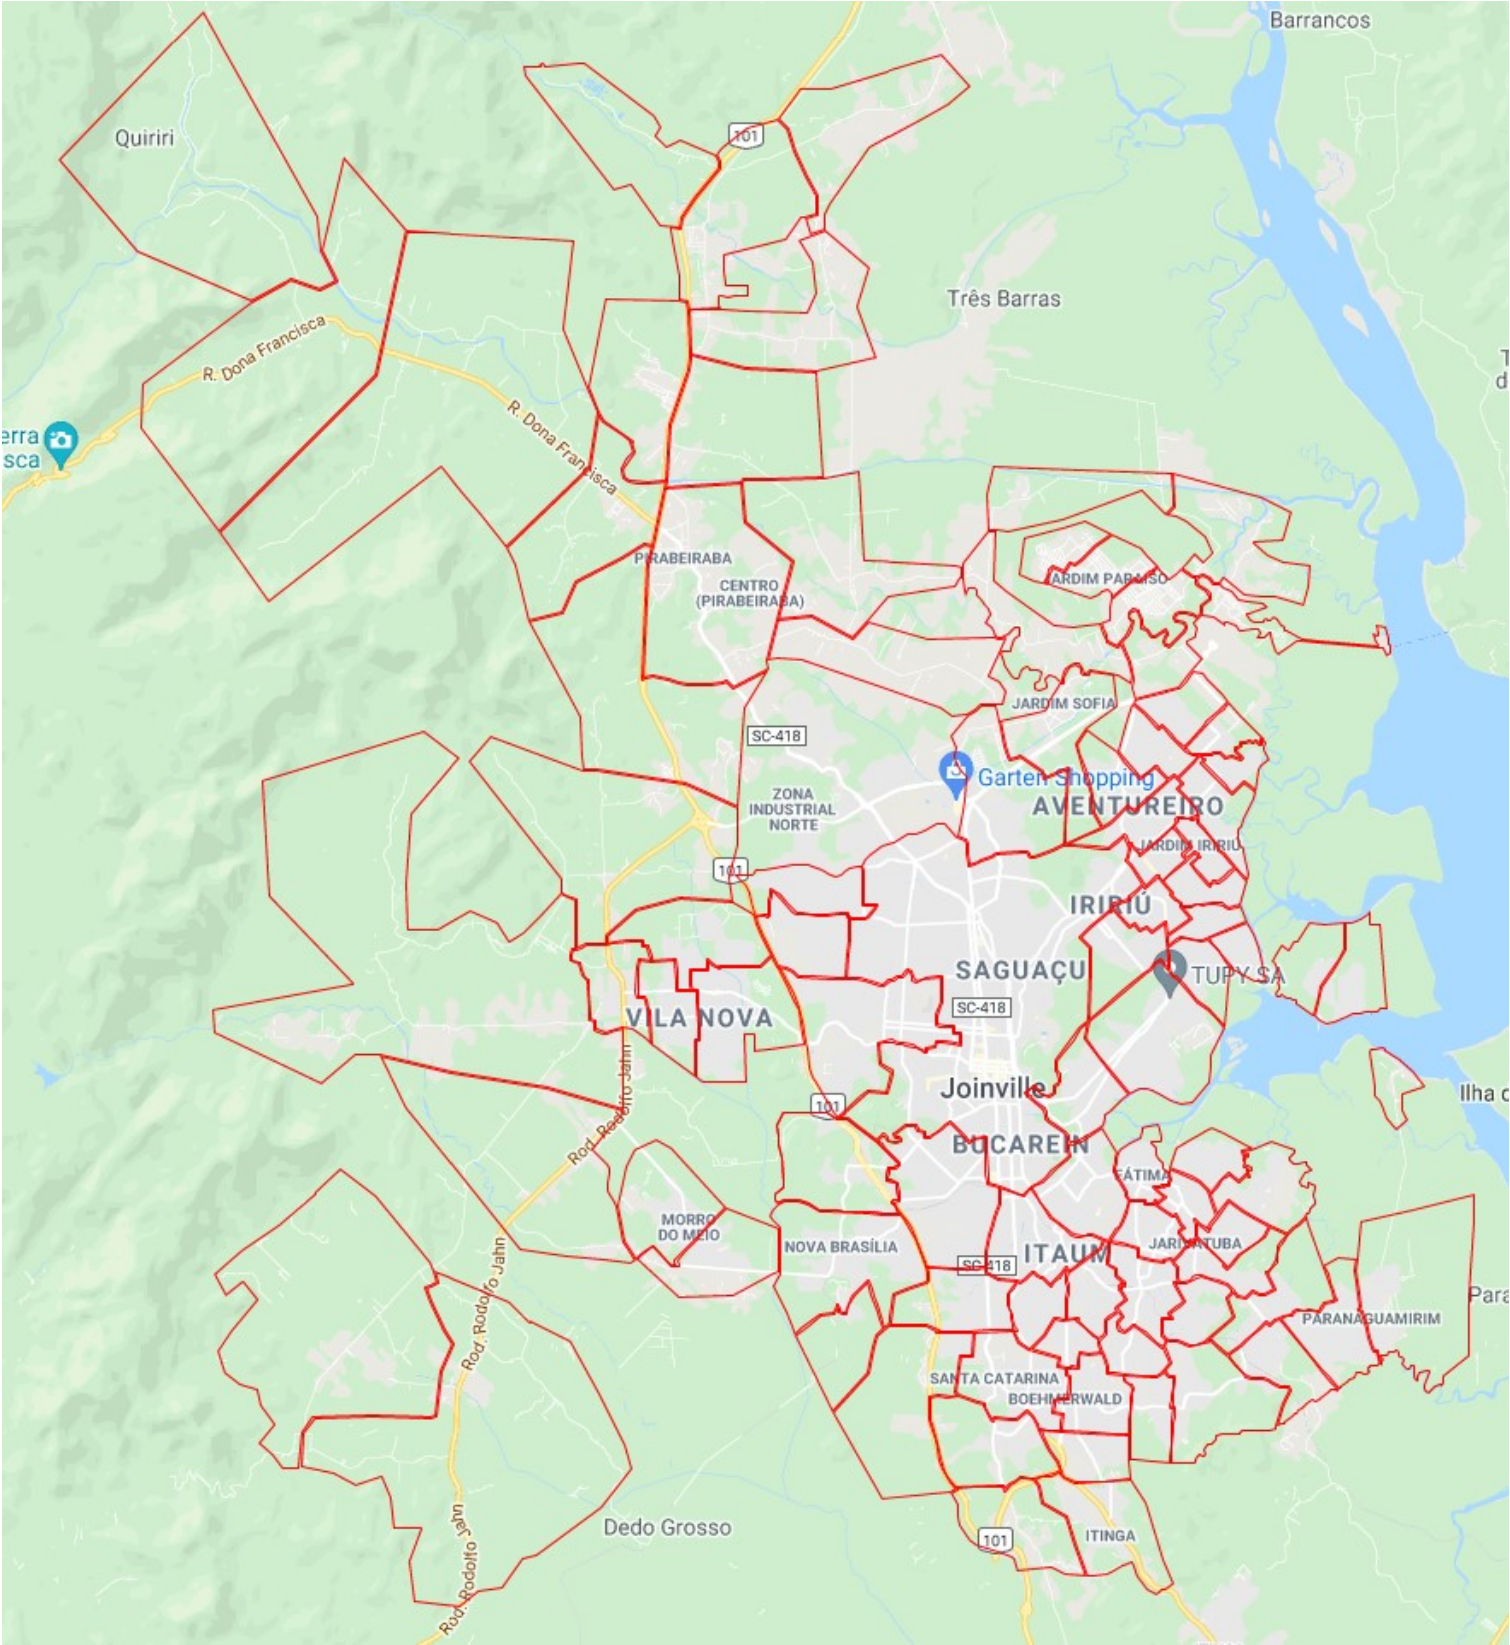 Barrancos
Quiriri
101
Três Barras
R. Dona Francisca
T
d
erra
sca
R. Dona Francisca
PIRABEIRABA
CENTRO
(PIRABEIRABA)
JARDIM PARAÍSO
JARDIM SOFIA
SC-418
Garten Shopping
ZONA
INDUSTRIAL
NORTE
AVENTUREIRO
JARDIM IRIRIÚ
101
IRIRIÚ
SAGUAÇU
TUPY SA
SC-418
VILA NOVA
Rod. Rodolfo Jahn
Joinville
Ilha d
101
BUCAREIN
FÁTIMA
MORRO
DO MEIO
NOVA BRASÍLIA
JARIVATUBA
ITAUM
SC-418
Rod. Rodolfo Jahn
Para
PARANAGUAMIRIM
SANTA CATARINA
BOEHMERWALD
Dedo Grosso
101
ITINGA
Rod. Rodolfo Jahn